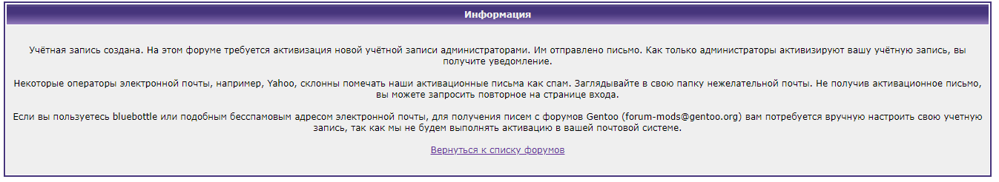 Информация
Учётная запись создана. На этом форуме требуется активизация новой учётной записи администраторами. Им отправлено письмо. Как только администраторы активизируют вашу учётную запись, вы
получите уведомление.
Некоторые операторы электронной почты, например, Yahoo, склонны помечать наши активационные письма как спам. Заглядывайте в свою папку нежелательной почты. Не получив активационное письмо,
вы можете запросить повторное на странице входа.
Если вы пользуетесь bluebottle или подобным бесспамовым адресом электронной почты, для получения писем с форумов Gentoo (forum-mods@gentoo.org) вам потребуется вручную настроить свою учетную
запись, так как мы не будем выполнять активацию в вашей почтовой системе.
Вернуться к списку форумов